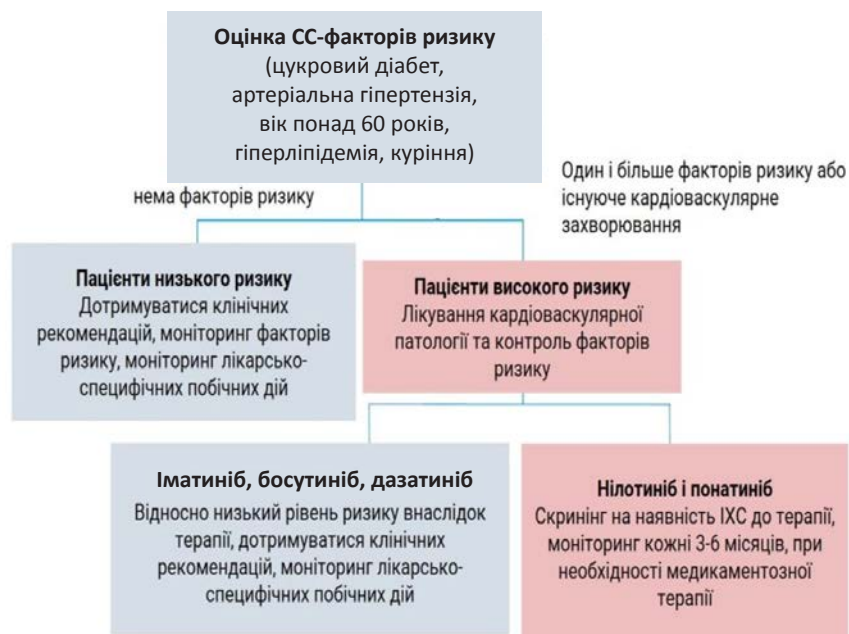 Оцінка СС-факторів ризику
(цукровий діабет,
артеріальна гіпертензія,
вік понад 60 років,
гіперліпідемія, куріння)
нема факторів ризику
Один і більше факторів ризику або
існуюче кардіоваскулярне
захворювання
Пацієнти низького ризику
Дотримуватися клінічних
рекомендацій, моніторинг факторів
ризику, моніторинг лікарсько-
специфічних побічних дій
Пацієнти високого ризику
Лікування кардіоваскулярної
патології та контроль факторів
ризику
Іматиніб, босутиніб, дазатиніб
Відносно низький рівень ризику внаслідок
терапії, дотримуватися клінічних
рекомендацій, моніторинг лікарсько-
специфічних побічних дій
Нілотиніб і понатиніб
Скринінг на наявність ІХС до терапії,
моніторинг кожні 3-6 місяців, при
необхідності медикаментозної
терапії